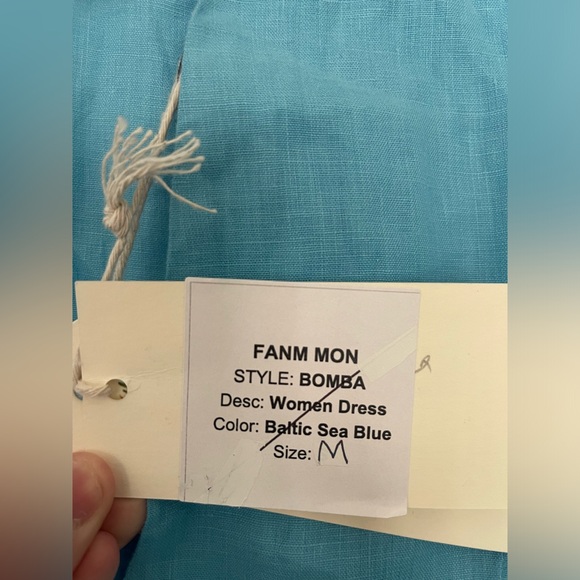 FANM MON
STYLE: BOMBA
Desc: Women Dress
Color: Baltic Sea Blue
Size: M